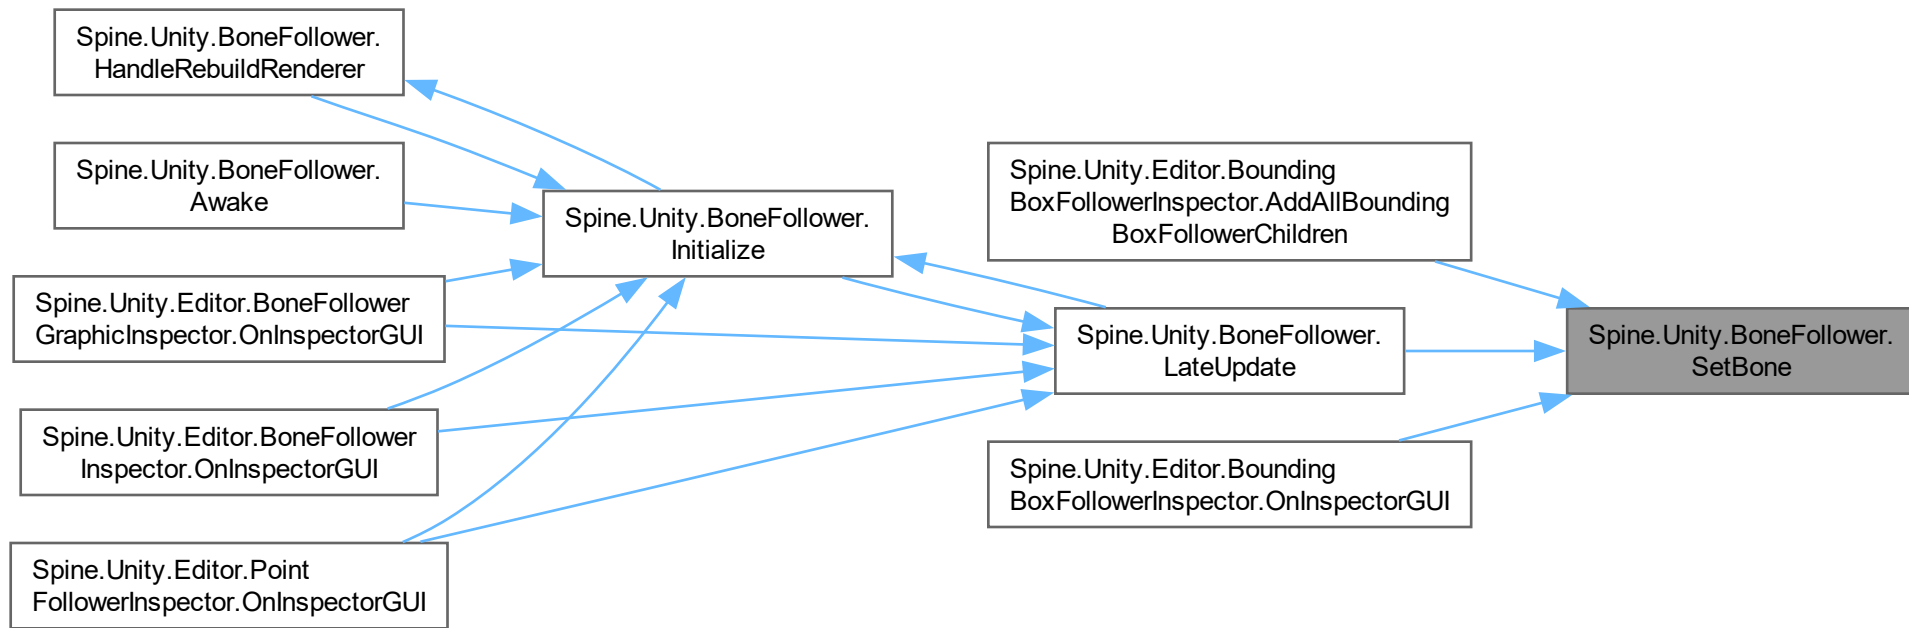 Spine.Unity.BoneFollower.
HandleRebuildRenderer
Spine.Unity.BoneFollower.
Awake
Spine.Unity.Editor.BoneFollower
GraphicInspector.OnInspectorGUI
Spine.Unity.Editor.BoneFollower
Inspector.OnInspectorGUI
Spine.Unity.Editor.Point
FollowerInspector.OnInspectorGUI
Spine.Unity.BoneFollower.
Initialize
Spine.Unity.Editor.Bounding
BoxFollowerInspector.AddAllBounding
BoxFollowerChildren
Spine.Unity.BoneFollower.
LateUpdate
Spine.Unity.Editor.Bounding
BoxFollowerInspector.OnInspectorGUI
Spine.Unity.BoneFollower.
SetBone